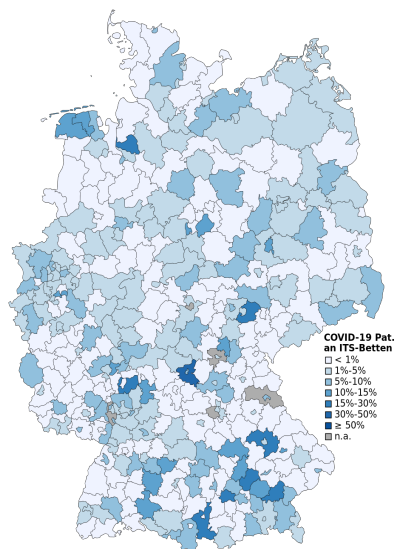 COVID-19 Pat.
an ITS-Betten
< 1%
1%-5%
5%-10%
10%-15%
15%-30%
30%-50%
≥ 50%
n.a.